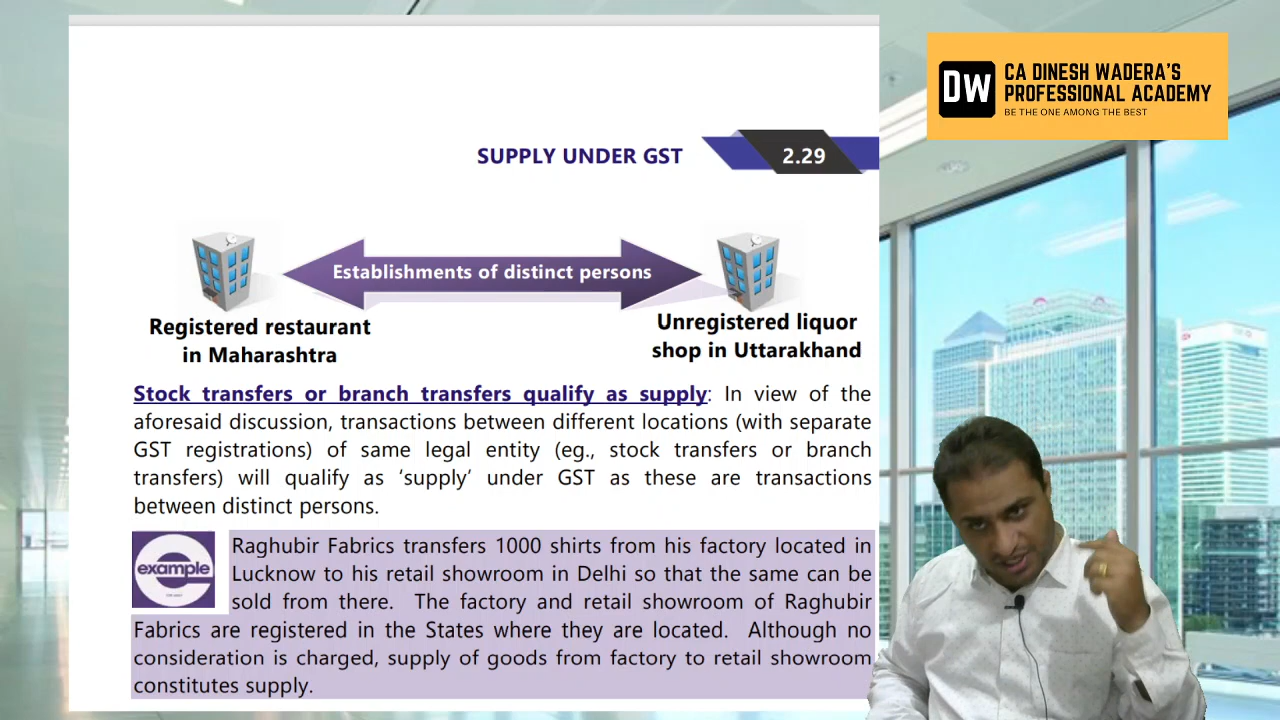 DW
CA DINESH WADERA'S
PROFESSIONAL ACADEMY
BE THE ONE AMONG THE BEST
SUPPLY UNDER GST
2.29
Establishments of distinct persons
Registered restaurant
in Maharashtra
Unregistered liquor
shop in Uttarakhand
Stock transfers or branch transfers qualify as supply: In view of the
aforesaid discussion, transactions between different locations (with separate
GST registrations) of same legal entity (eg., stock transfers or branch
transfers) will qualify as ‘supply’ under GST as these are transactions
between distinct persons.
example
Raghubir Fabrics transfers 1000 shirts from his factory located in
Lucknow to his retail showroom in Delhi so that the same can be
sold from there. The factory and retail showroom of Raghubir
Fabrics are registered in the States where they are located. Although no
consideration is charged, supply of goods from factory to retail showroom
constitutes supply.